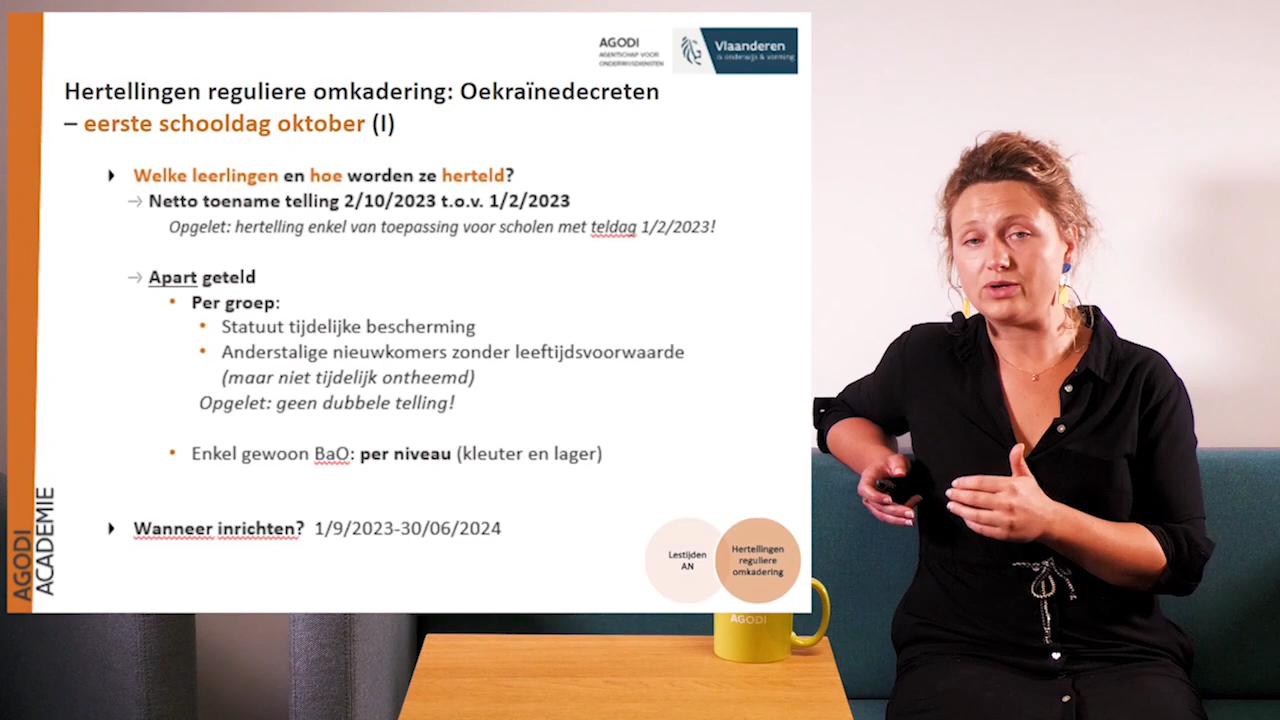 AGODI
AGENTSCHAP VOOR
ONDERWIJSDIENSTEN
Vlaanderen
is onderwijs & vorming
Hertellingen reguliere omkadering: Oekraïnedecreten
– eerste schooldag oktober (I)
Welke leerlingen en hoe worden ze herteld?
→ Netto toename telling 2/10/2023 t.o.v. 1/2/2023
Opgelet: hertelling enkel van toepassing voor scholen met teldag 1/2/2023!
→ Apart geteld
• Per groep:
• Statuut tijdelijke bescherming
• Anderstalige nieuwkomers zonder leeftijdsvoorwaarde
(maar niet tijdelijk ontheemd)
Opgelet: geen dubbele telling!
• Enkel gewoon BaO: per niveau (kleuter en lager)
Wanneer inrichten? 1/9/2023-30/06/2024
Lestijden
AN
Hertellingen
reguliere
omkadering
AGODI
ACADEMIE
AGODI